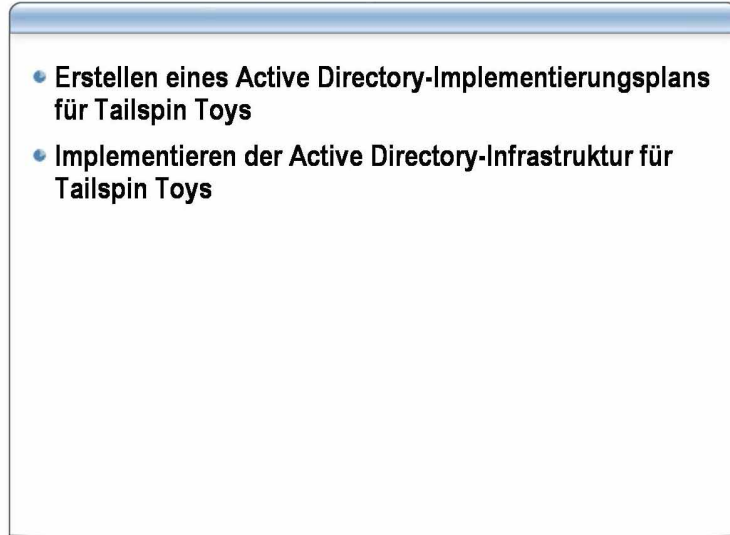 Erstellen eines Active Directory-Implementierungsplans
für Tailspin Toys
Implementieren der Active Directory-Infrastruktur für
Tailspin Toys